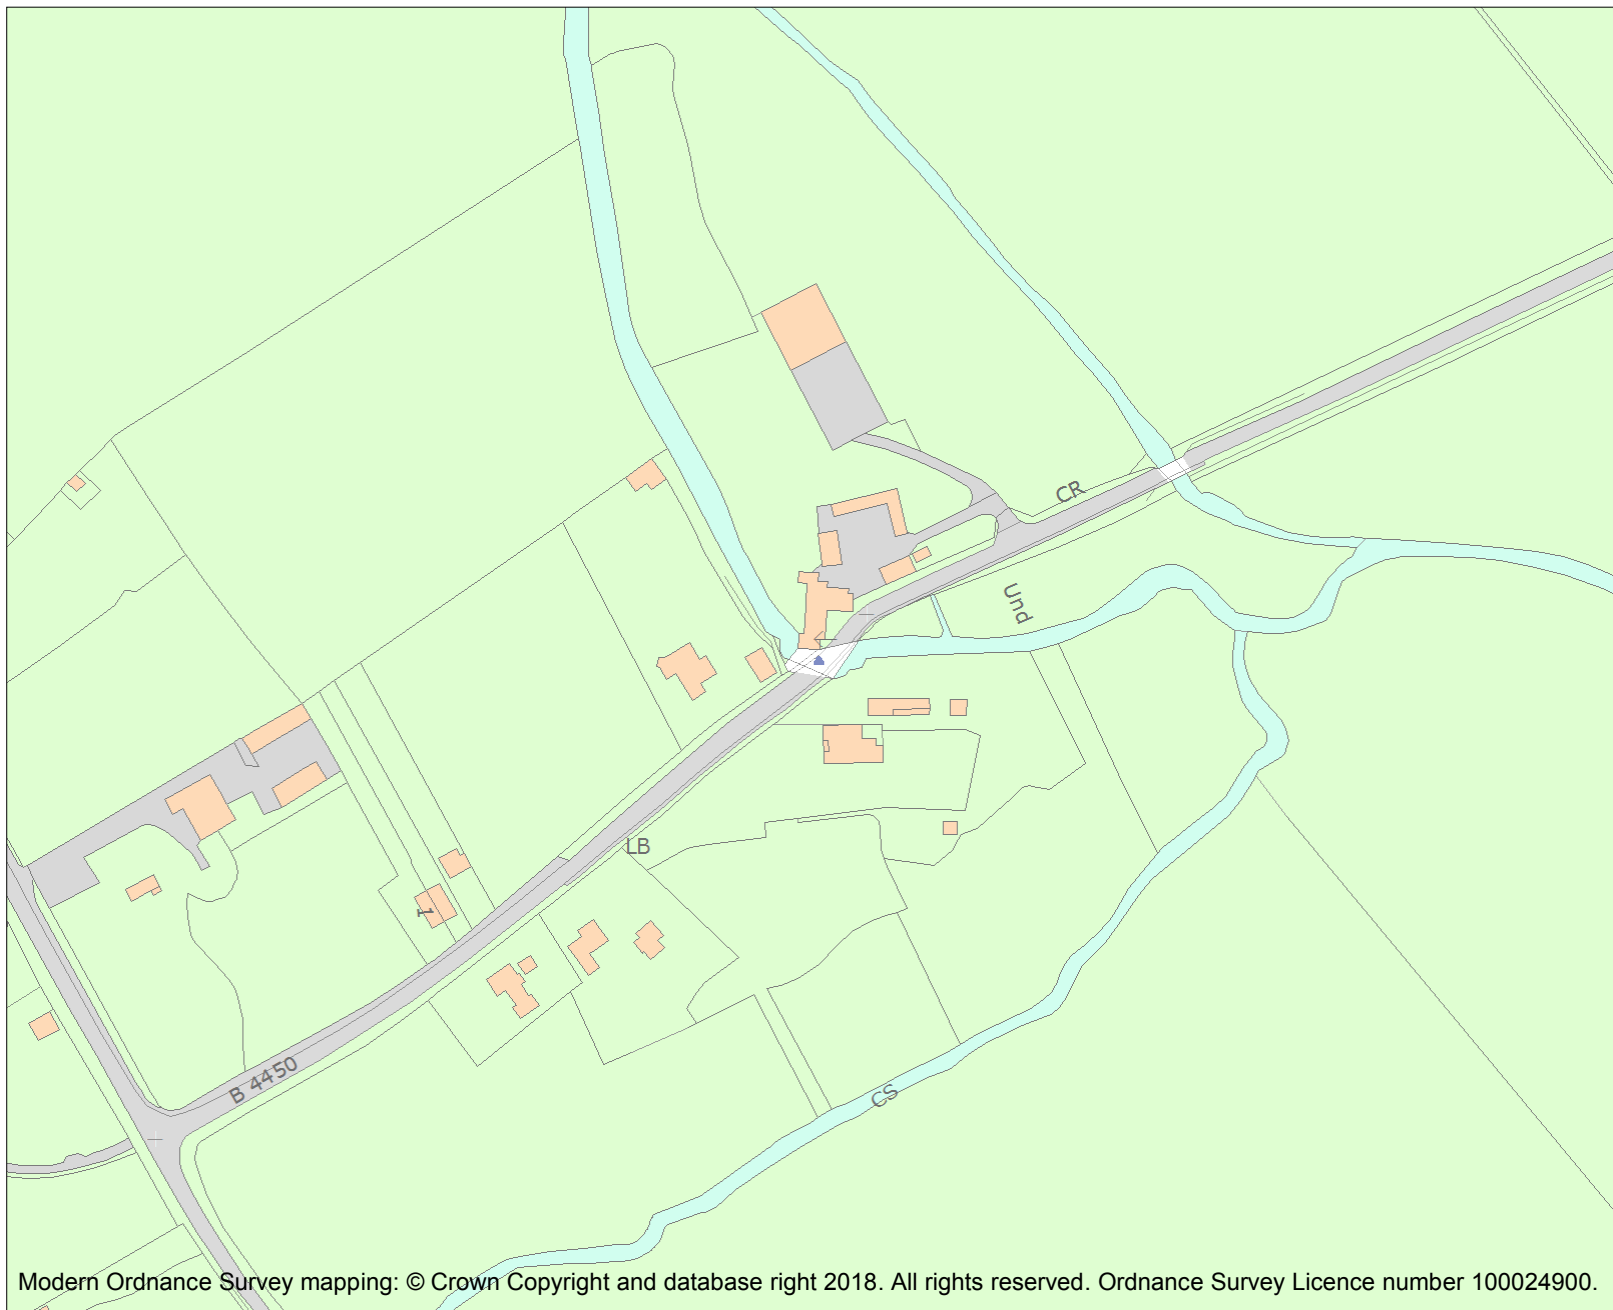 CR
Und
LB
1
B 4450
CS
Modern Ordnance Survey mapping: © Crown Copyright and database right 2018. All rights reserved. Ordnance Survey Licence number 100024900.